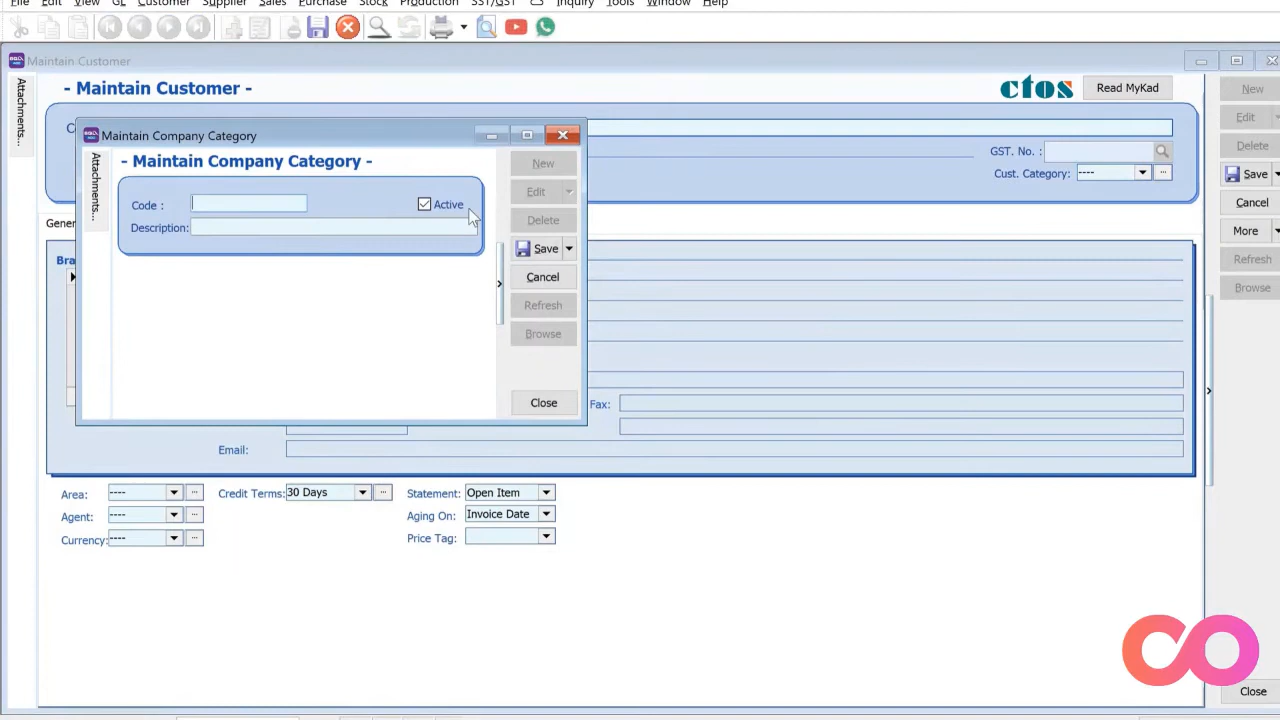 File Edit View GL Customer Supplier Sales Purchase Stock Production SST/GST Inquiry Tools Window Help
Maintain Customer
Attachments...
- Maintain Customer -
ctos
Read MyKad
GST. No. :
Cust. Category: ----
New
Edit
Delete
Save
Cancel
More
Refresh
Browse
Maintain Company Category
Attachments...
- Maintain Company Category -
Code :
Active
Description:
New
Edit
Delete
Save
Cancel
Refresh
Browse
Close
Fax:
Email:
Area: ---- Credit Terms: 30 Days Statement: Open Item
Agent: ---- Aging On: Invoice Date
Currency: ---- Price Tag:
Close